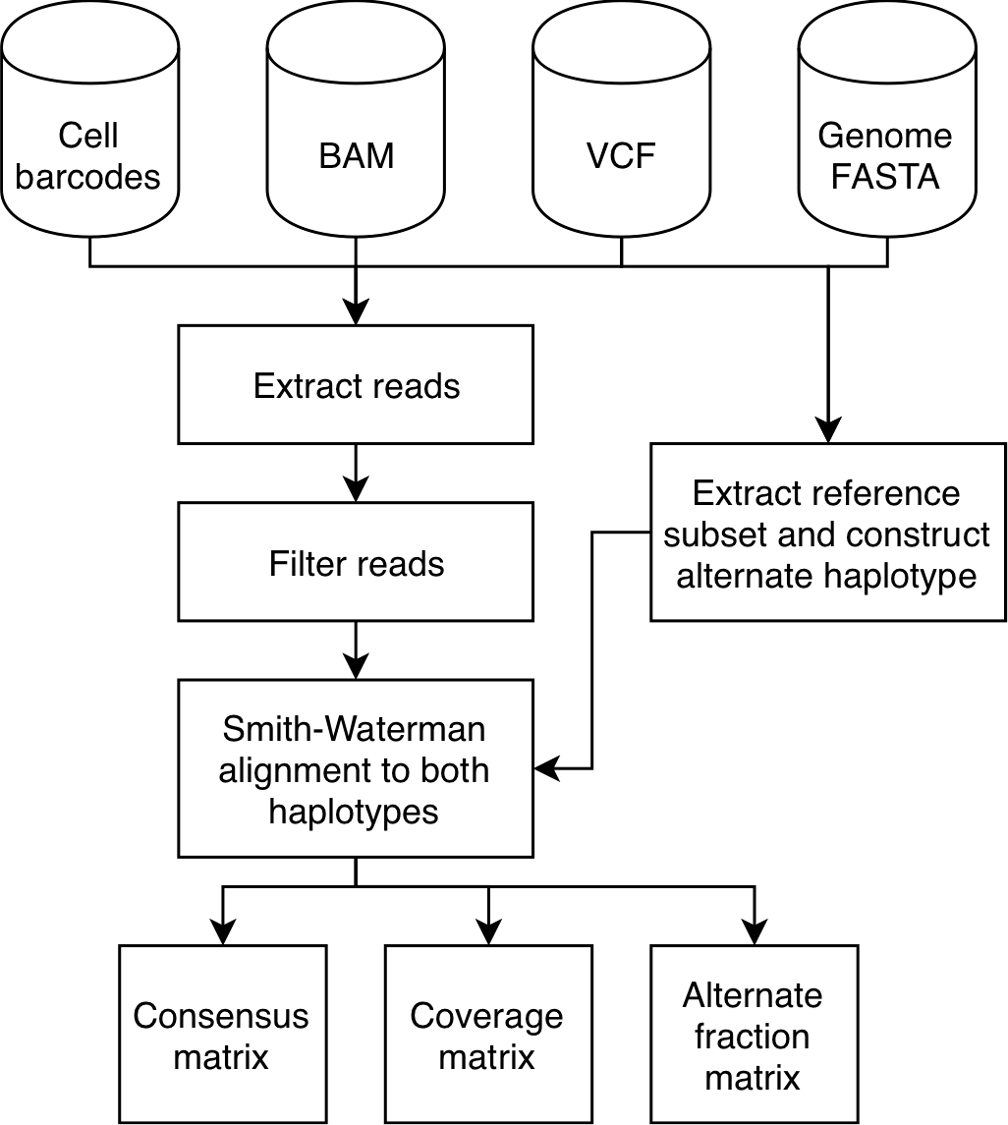 Cell
barcodes
BAM
VCF
Genome
FASTA
Extract reads
Extract reference
subset and construct
alternate haplotype
Filter reads
Smith-Waterman
alignment to both
haplotypes
Consensus
matrix
Coverage
matrix
Alternate
fraction
matrix